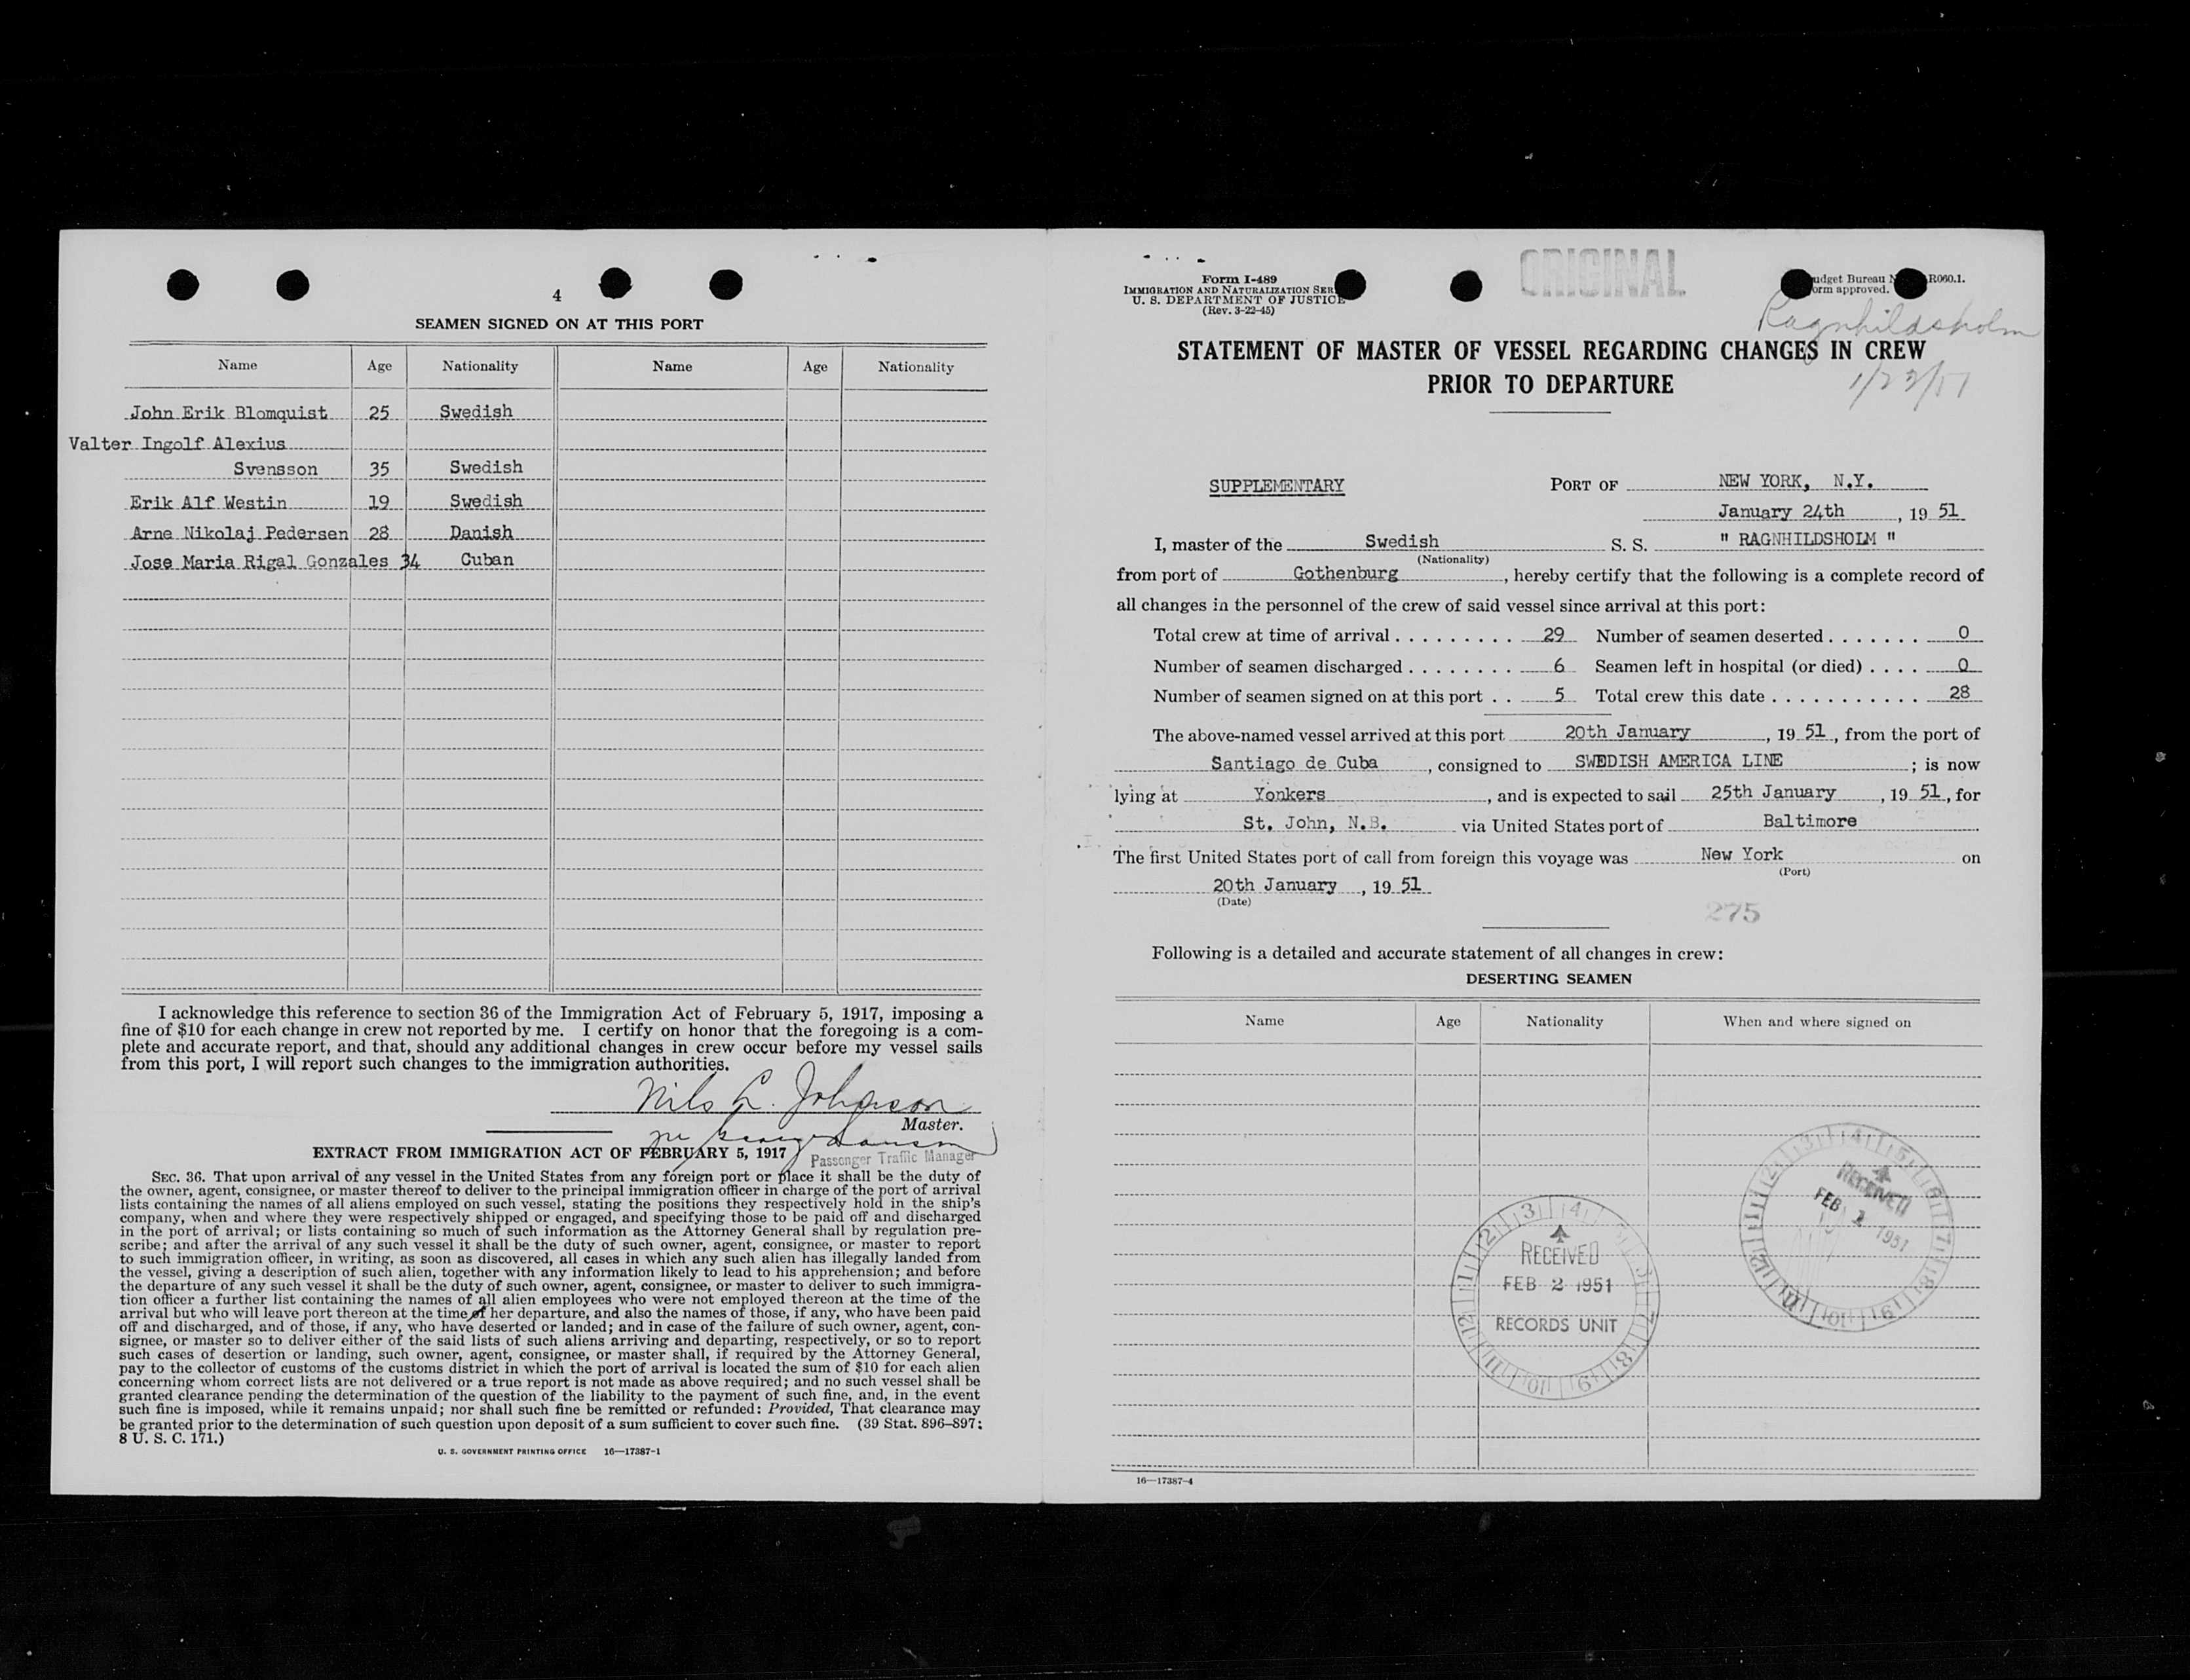 4
SEAMEN SIGNED ON AT THIS PORT
Name Age Nationality Name Age Nationality
John Erik Blomquist 25 Swedish
Valter Ingolf Alexius
Svensson 35 Swedish
Erik Alf Westin 19 Swedish
Arne Nikolaj Pedersen 28 Danish
Jose Maria Rigal Gonzales 34 Cuban
I acknowledge this reference to section 36 of the Immigration Act of February 5, 1917, imposing a
fine of $10 for each change in crew not reported by me. I certify on honor that the foregoing is a com-
plete and accurate report, and that, should any additional changes in crew occur before my vessel sails
from this port, I will report such changes to the immigration authorities.
Nils L. Johnson
Master.
EXTRACT FROM IMMIGRATION ACT OF FEBRUARY 5, 1917
Passenger Traffic Manager
SEC. 36. That upon arrival of any vessel in the United States from any foreign port or place it shall be the duty of
the owner, agent, consignee, or master thereof to deliver to the principal immigration officer in charge of the port of arrival
lists containing the names of all aliens employed on such vessel, stating the positions they respectively hold in the ship's
company, when and where they were respectively shipped or engaged, and specifying those to be paid off and discharged
in the port of arrival; or lists containing so much of such information as the Attorney General shall by regulation pre-
scribe; and after the arrival of any such vessel it shall be the duty of such owner, agent, consignee, or master to report
to such immigration officer, in writing, as soon as discovered, all cases in which any such alien has illegally landed from
the vessel, giving a description of such alien, together with any information likely to lead to his apprehension; and before
the departure of any such vessel it shall be the duty of such owner, agent, consignee, or master to deliver to such immigra-
tion officer a further list containing the names of all alien employees who were not employed thereon at the time of the
arrival but who will leave port thereon at the time of her departure, and also the names of those, if any, who have been paid
off and discharged, and of those, if any, who have deserted or landed; and in case of the failure of such owner, agent, con-
signee, or master so to deliver either of the said lists of such aliens arriving and departing, respectively, or so to report
such cases of desertion or landing, such owner, agent, consignee, or master shall, if required by the Attorney General,
pay to the collector of customs of the customs district in which the port of arrival is located the sum of $10 for each alien
concerning whom correct lists are not delivered or a true report is not made as above required; and no such vessel shall be
granted clearance pending the determination of the question of the liability to the payment of such fine, and, in the event
such fine is imposed, while it remains unpaid; nor shall such fine be remitted or refunded: Provided, That clearance may
be granted prior to the determination of such question upon deposit of a sum sufficient to cover such fine. (39 Stat. 896–897;
8 U. S. C. 171.)
U. S. GOVERNMENT PRINTING OFFICE 16—17387-1
Form I-489
IMMIGRATION AND NATURALIZATION SER
U. S. DEPARTMENT OF JUSTICE
(Rev. 3-22-45)
ORIGINAL
udget Bureau N R060.1.
orm approved.
Ragnhildsholm
STATEMENT OF MASTER OF VESSEL REGARDING CHANGES IN CREW
PRIOR TO DEPARTURE
SUPPLEMENTARY PORT OF NEW YORK, N.Y.
January 24th, 19 51
I, master of the Swedish S. S. " RAGNHILDSHOLM "
(Nationality)
from port of Gothenburg, hereby certify that the following is a complete record of
all changes in the personnel of the crew of said vessel since arrival at this port:
Total crew at time of arrival . . . . . . . . . 29 Number of seamen deserted . . . . . . . 0
Number of seamen discharged . . . . . . . . 6 Seamen left in hospital (or died) . . . . 0
Number of seamen signed on at this port . . 5 Total crew this date . . . . . . . . . . . 28
The above-named vessel arrived at this port 20th January, 19 51, from the port of
Santiago de Cuba, consigned to SWEDISH AMERICA LINE; is now
lying at Yonkers, and is expected to sail 25th January, 19 51, for
St. John, N.B. via United States port of Baltimore
The first United States port of call from foreign this voyage was New York on
(Port)
20th January, 19 51
(Date)
275
Following is a detailed and accurate statement of all changes in crew:
DESERTING SEAMEN
Name Age Nationality When and where signed on
RECEIVED
FEB 2 1951
RECORDS UNIT
RECEIVED
FEB 1951
16—17387-4